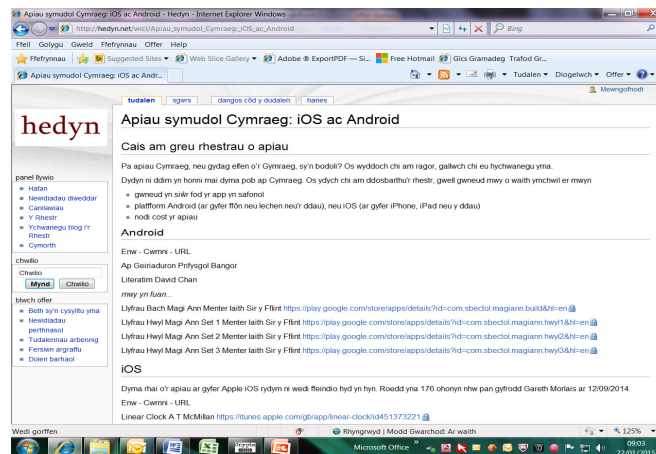 Apiau symudol Cymraeg: iOS ac Android - Hedyn - Internet Explorer Windows
http://hedyn.net/wici/Apiau_symudol_Cymraeg:_iOS_ac_Android
Bing
Ffeil Golygu Gweld Ffefrynnau Offer Help
Ffefrynnau Suggested Sites Web Slice Gallery Adobe ® ExportPDF — Si... Free Hotmail Glcs Gramadeg Trafod Gr...
Apiau symudol Cymraeg: iOS ac Andr... Tudalen Diogelwch Offer
Mewngofnodi
tudalen sgwrs dangos côd y dudalen hanes
hedyn
Apiau symudol Cymraeg: iOS ac Android
Cais am greu rhestrau o apiau
Pa apiau Cymraeg, neu gydag elfen o'r Gymraeg, sy'n bodoli? Os wyddoch chi am ragor, gallwch chi eu hychwanegu yma.
Dydyn ni ddim yn honni mai dyma pob ap Cymraeg. Os ydych chi am ddosbarthu'r rhestr, gwell gwneud mwy o waith ymchwil er mwyn
gwneud yn siŵr fod yr app yn safonol
platfform Android (ar gyfer ffôn neu lechen neu'r ddau), neu iOS (ar gyfer iPhone, iPad neu y ddau)
nodi cost yr apiau
Android
Enw - Cwmni - URL
Ap Geiriaduron Prifysgol Bangor
Literatim David Chan
mwy yn fuan...
Llyfrau Bach Magi Ann Menter Iaith Sir y Fflint https://play.google.com/store/apps/details?id=com.sbectol.magiann.build&hl=en
Llyfrau Hwyl Magi Ann Set 1 Menter Iaith Sir y Fflint https://play.google.com/store/apps/details?id=com.sbectol.magiann.hwyl1&hl=en
Llyfrau Hwyl Magi Ann Set 2 Menter Iaith Sir y Fflint https://play.google.com/store/apps/details?id=com.sbectol.magiann.hwyl2&hl=en
Llyfrau Hwyl Magi Ann Set 3 Menter Iaith Sir y Fflint https://play.google.com/store/apps/details?id=com.sbectol.magiann.hwyl3&hl=en
iOS
Dyma rhai o'r apiau ar gyfer Apple iOS rydym ni wedi ffeindio hyd yn hyn. Roedd yna 176 ohonyn nhw pan gyfrodd Gareth Morlais ar 12/09/2014.
Enw - Cwmni - URL
Linear Clock A T McMillan https://itunes.apple.com/gb/app/linear-clock/id451373221
panel llywio
Hafan
Newidiadau diweddar
Canllawiau
Y Rhestr
Ychwanegu blog i'r
Rhestr
Cymorth
chwilio
Chwilio
Mynd Chwilio
blwch offer
Beth sy'n cysylltu yma
Newidiadau
perthnasol
Tudalennau arbennig
Fersiwn argraffu
Dolen barhaol
Wedi gorffen Rhyngrwyd | Modd Gwarchod: Ar waith 125%
Microsoft Office 09:03
22/01/2015